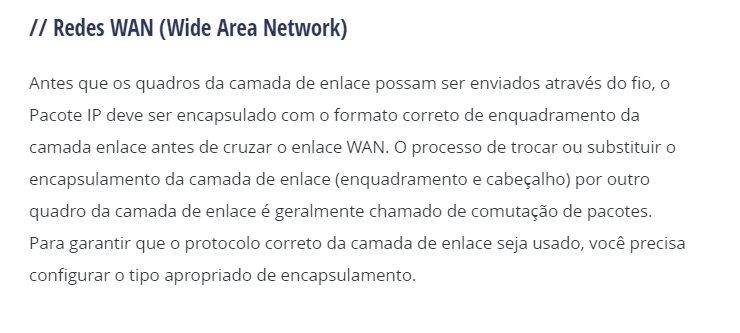 // Redes WAN (Wide Area Network)
Antes que os quadros da camada de enlace possam ser enviados através do fio, o
Pacote IP deve ser encapsulado com o formato correto de enquadramento da
camada enlace antes de cruzar o enlace WAN. O processo de trocar ou substituir o
encapsulamento da camada de enlace (enquadramento e cabeçalho) por outro
quadro da camada de enlace é geralmente chamado de comutação de pacotes.
Para garantir que o protocolo correto da camada de enlace seja usado, você precisa
configurar o tipo apropriado de encapsulamento.